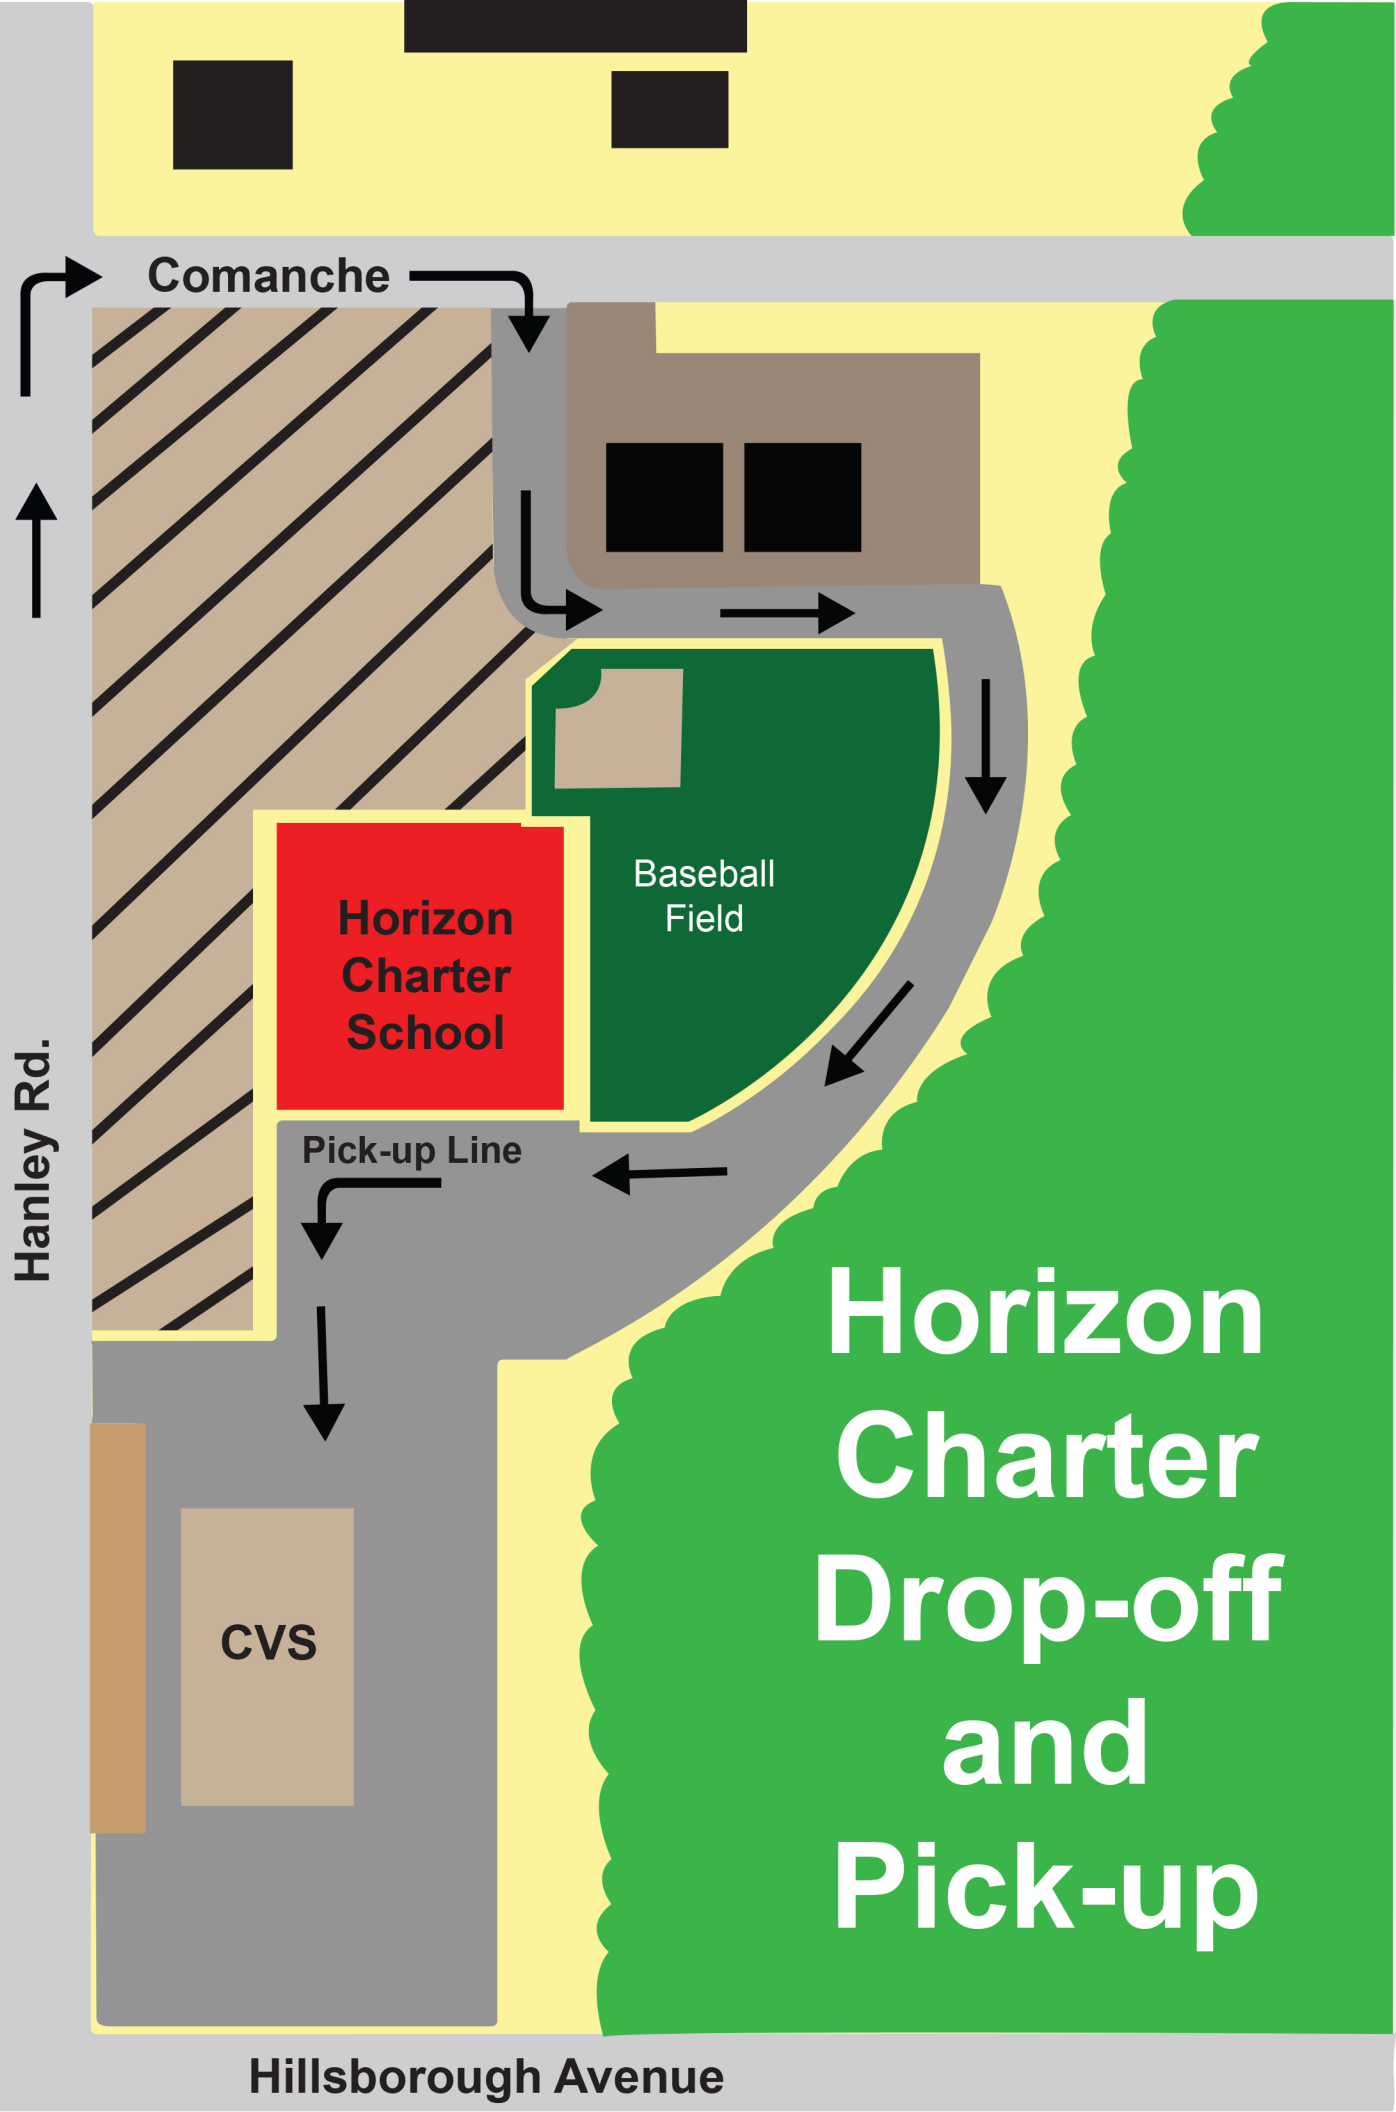 Comanche
Baseball
Field
Horizon
Charter
School
Hanley Rd.
Pick-up Line
Horizon
Charter
Drop-off
and
Pick-up
CVS
Hillsborough Avenue